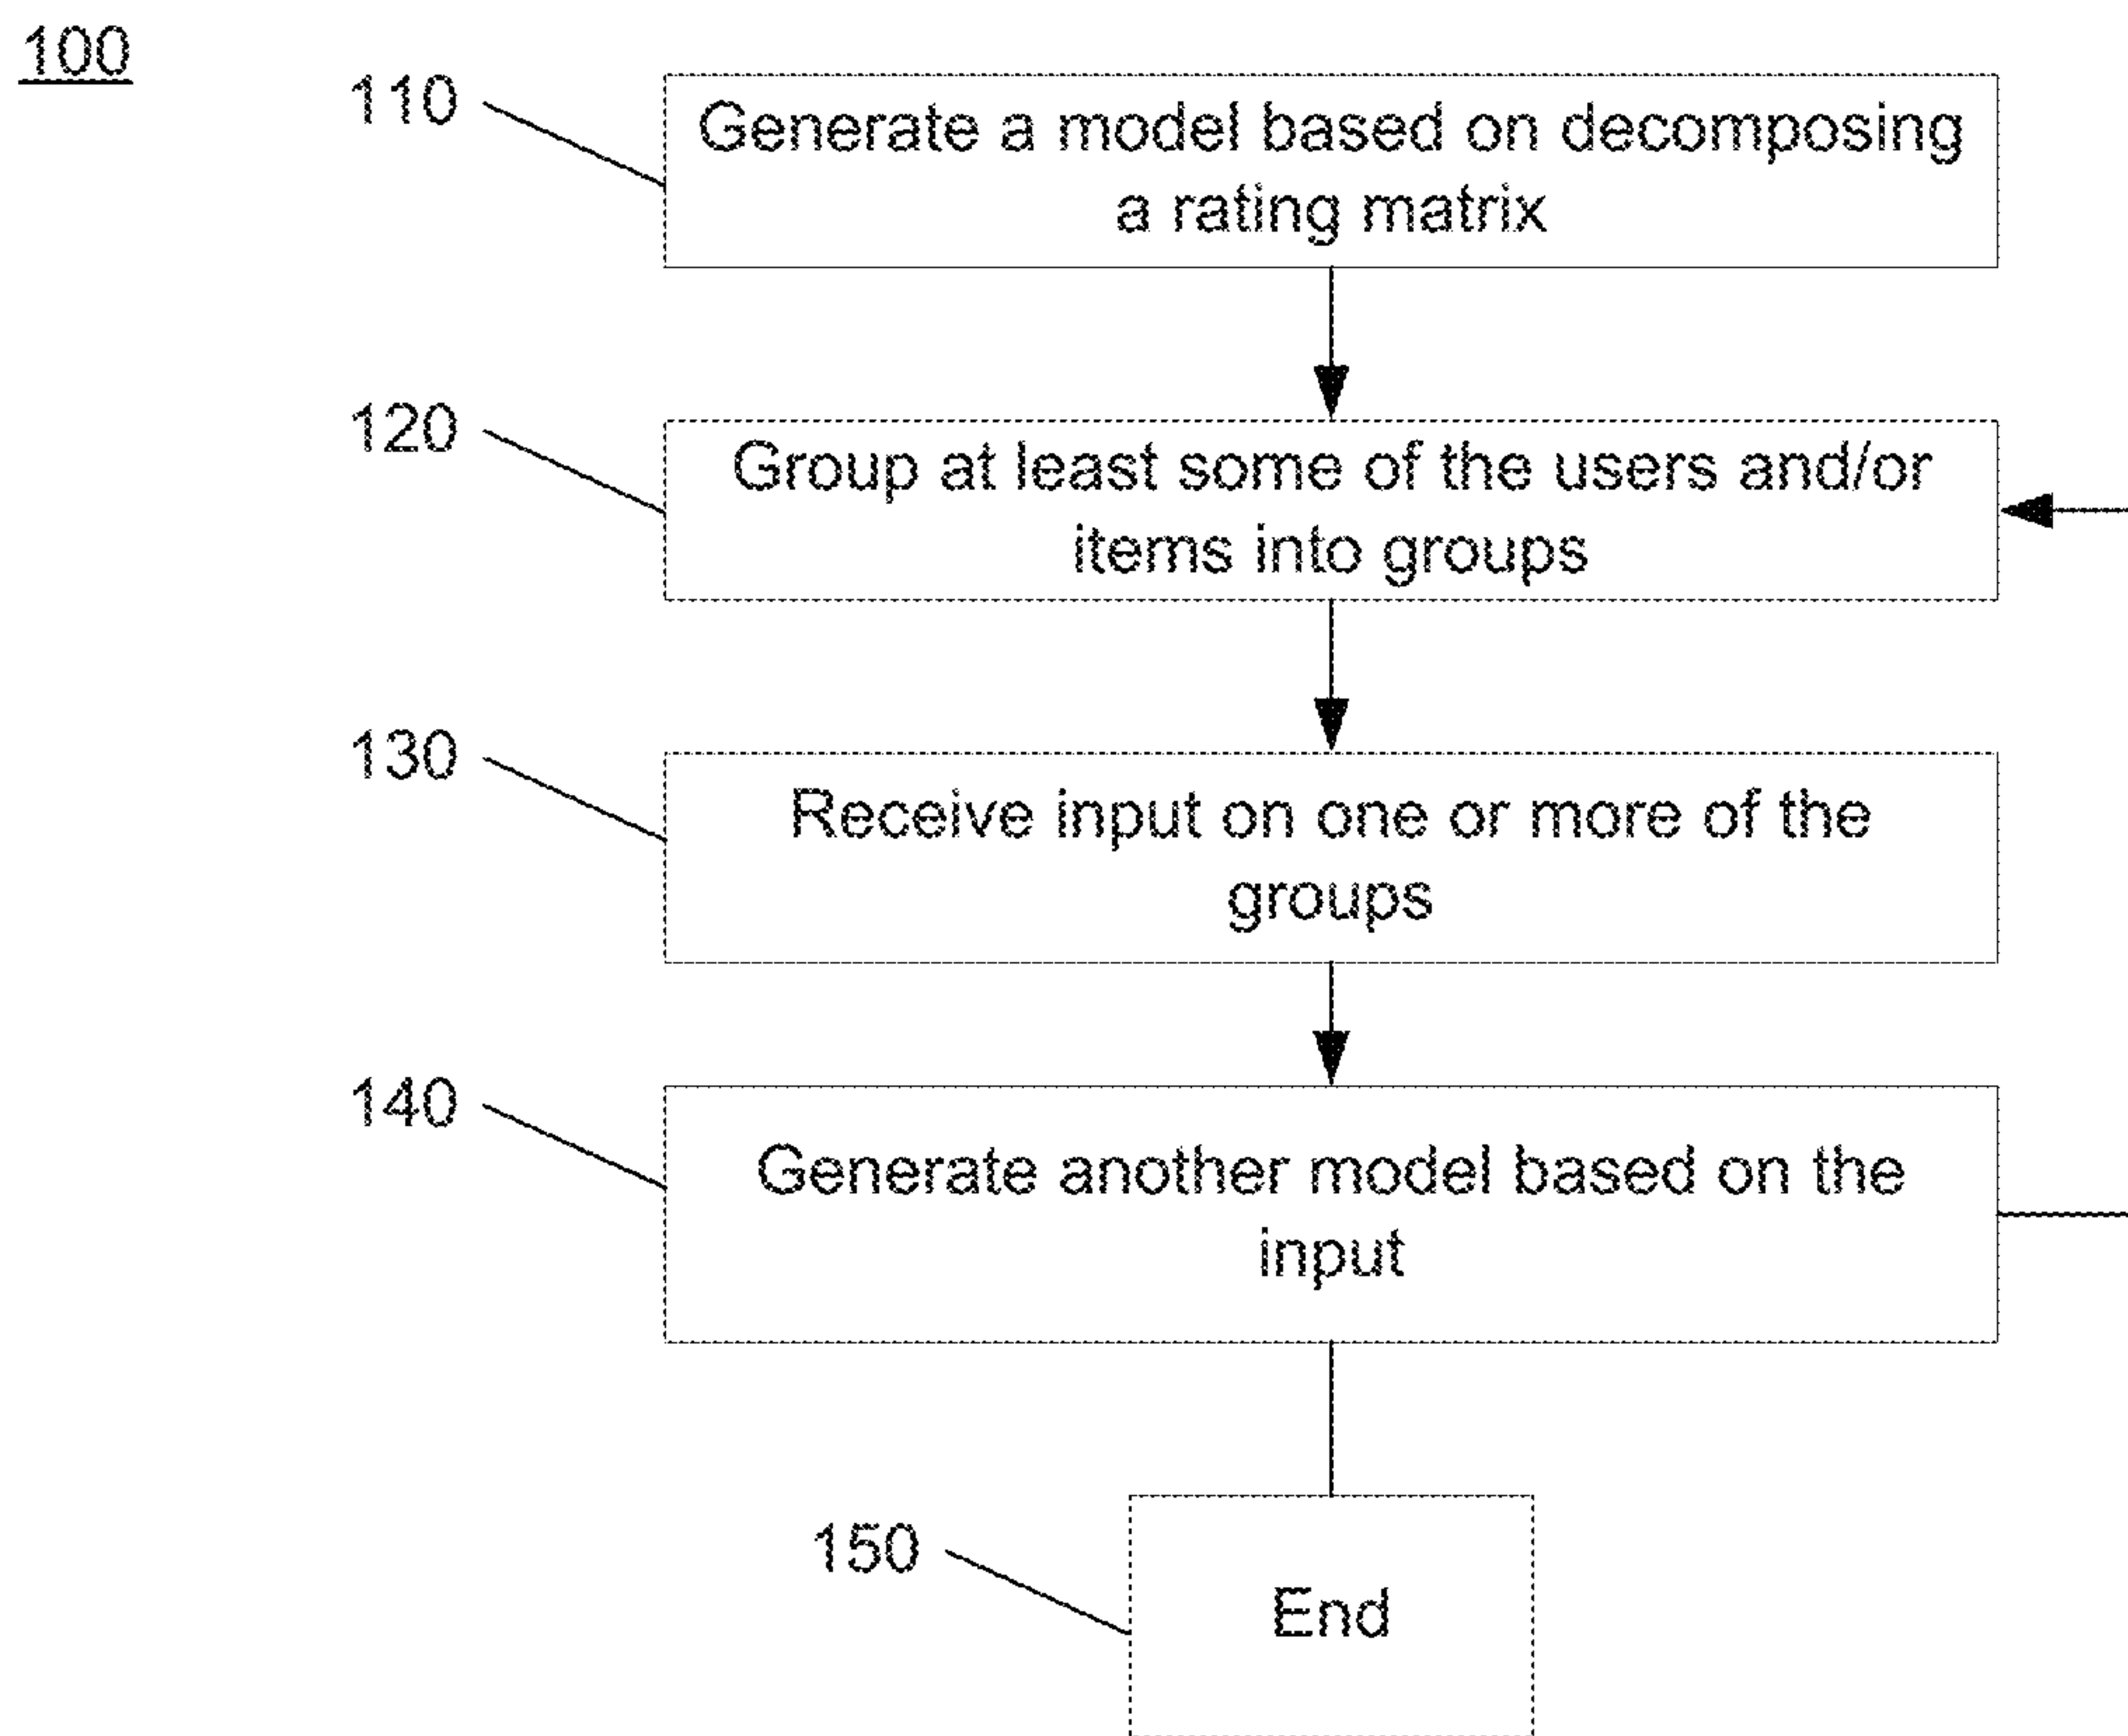 100
110
Generate a model based on decomposing
a rating matrix
120
Group at least some of the users and/or
items into groups
130
Receive input on one or more of the
groups
140
Generate another model based on the
input
150
End